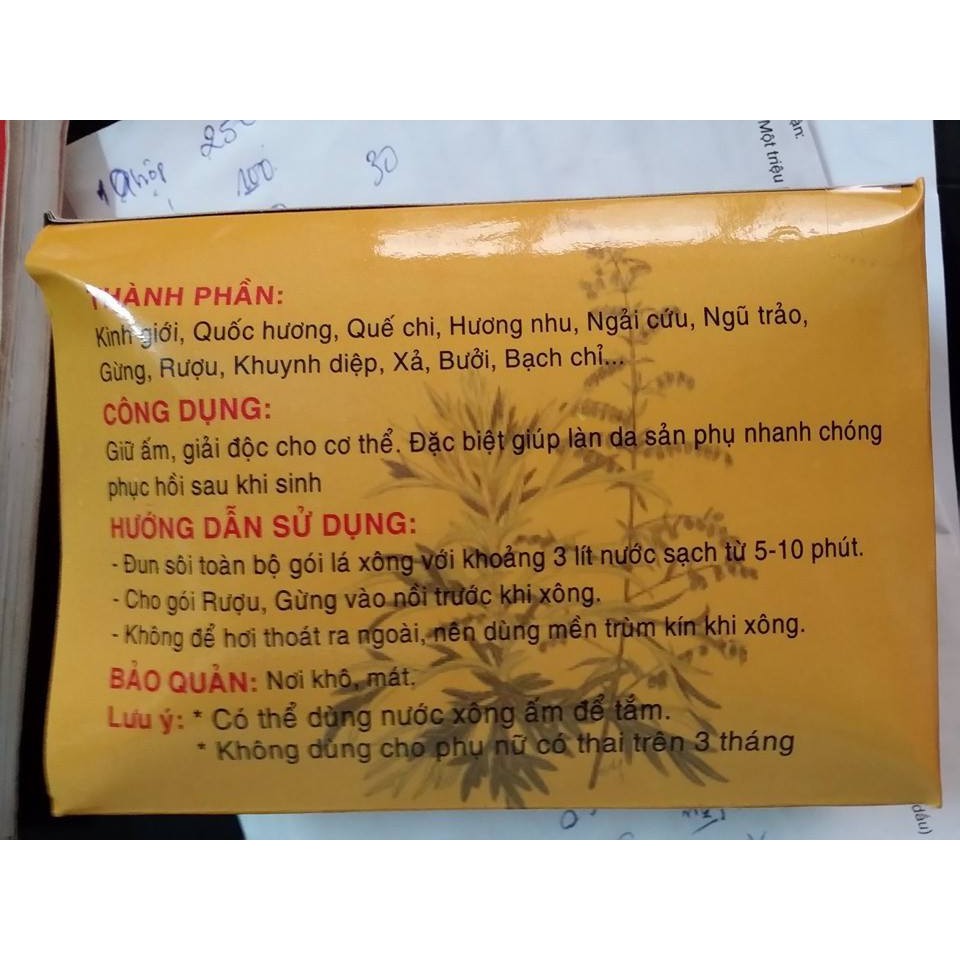 250
100
30
ận:
Một triệu
THÀNH PHẦN:
Kinh giới, Quốc hương, Quế chi, Hương nhu, Ngải cứu, Ngũ trảo,
Gừng, Rượu, Khuynh diệp, Xả, Bưởi, Bạch chỉ...
CÔNG DỤNG:
Giữ ấm, giải độc cho cơ thể. Đặc biệt giúp làn da sản phụ nhanh chóng
phục hồi sau khi sinh
HƯỚNG DẪN SỬ DỤNG:
- Đun sôi toàn bộ gói lá xông với khoảng 3 lít nước sạch từ 5-10 phút.
- Cho gói Rượu, Gừng vào nồi trước khi xông.
- Không để hơi thoát ra ngoài, nên dùng mền trùm kín khi xông.
BẢO QUẢN: Nơi khô, mát.
Lưu ý: * Có thể dùng nước xông ấm để tắm.
* Không dùng cho phụ nữ có thai trên 3 tháng
dấu)